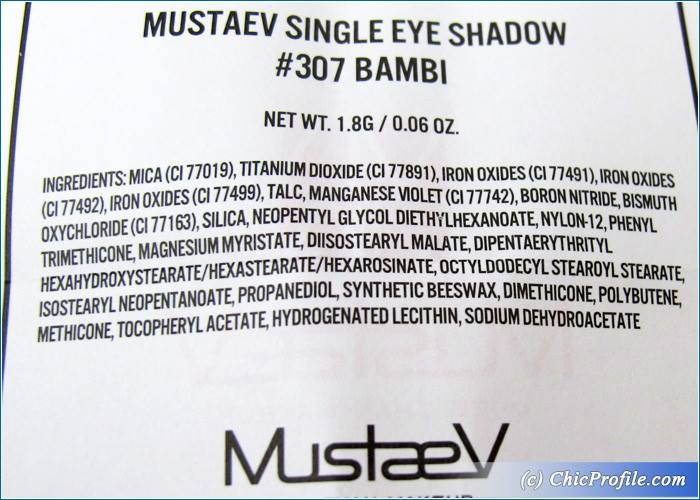 MUSTAEV SINGLE EYE SHADOW
#307 BAMBI
NET WT. 1.8G / 0.06 OZ.
INGREDIENTS: MICA (CI 77019), TITANIUM DIOXIDE (CI 77891), IRON OXIDES (CI 77491), IRON OXIDES
(CI 77492), IRON OXIDES (CI 77499), TALC, MANGANESE VIOLET (CI 77742), BORON NITRIDE, BISMUTH
OXYCHLORIDE (CI 77163), SILICA, NEOPENTYL GLYCOL DIETHYLHEXANOATE, NYLON-12, PHENYL
TRIMETHICONE, MAGNESIUM MYRISTATE, DIISOSTEARYL MALATE, DIPENTAERYTHRITYL
HEXAHYDROXYSTEARATE/HEXASTEARATE/HEXAROSINATE, OCTYLDODECYL STEAROYL STEARATE,
ISOSTEARYL NEOPENTANOATE, PROPANEDIOL, SYNTHETIC BEESWAX, DIMETHICONE, POLYBUTENE,
METHICONE, TOCOPHERYL ACETATE, HYDROGENATED LECITHIN, SODIUM DEHYDROACETATE
MustaeV
(c) ChicProfile.com